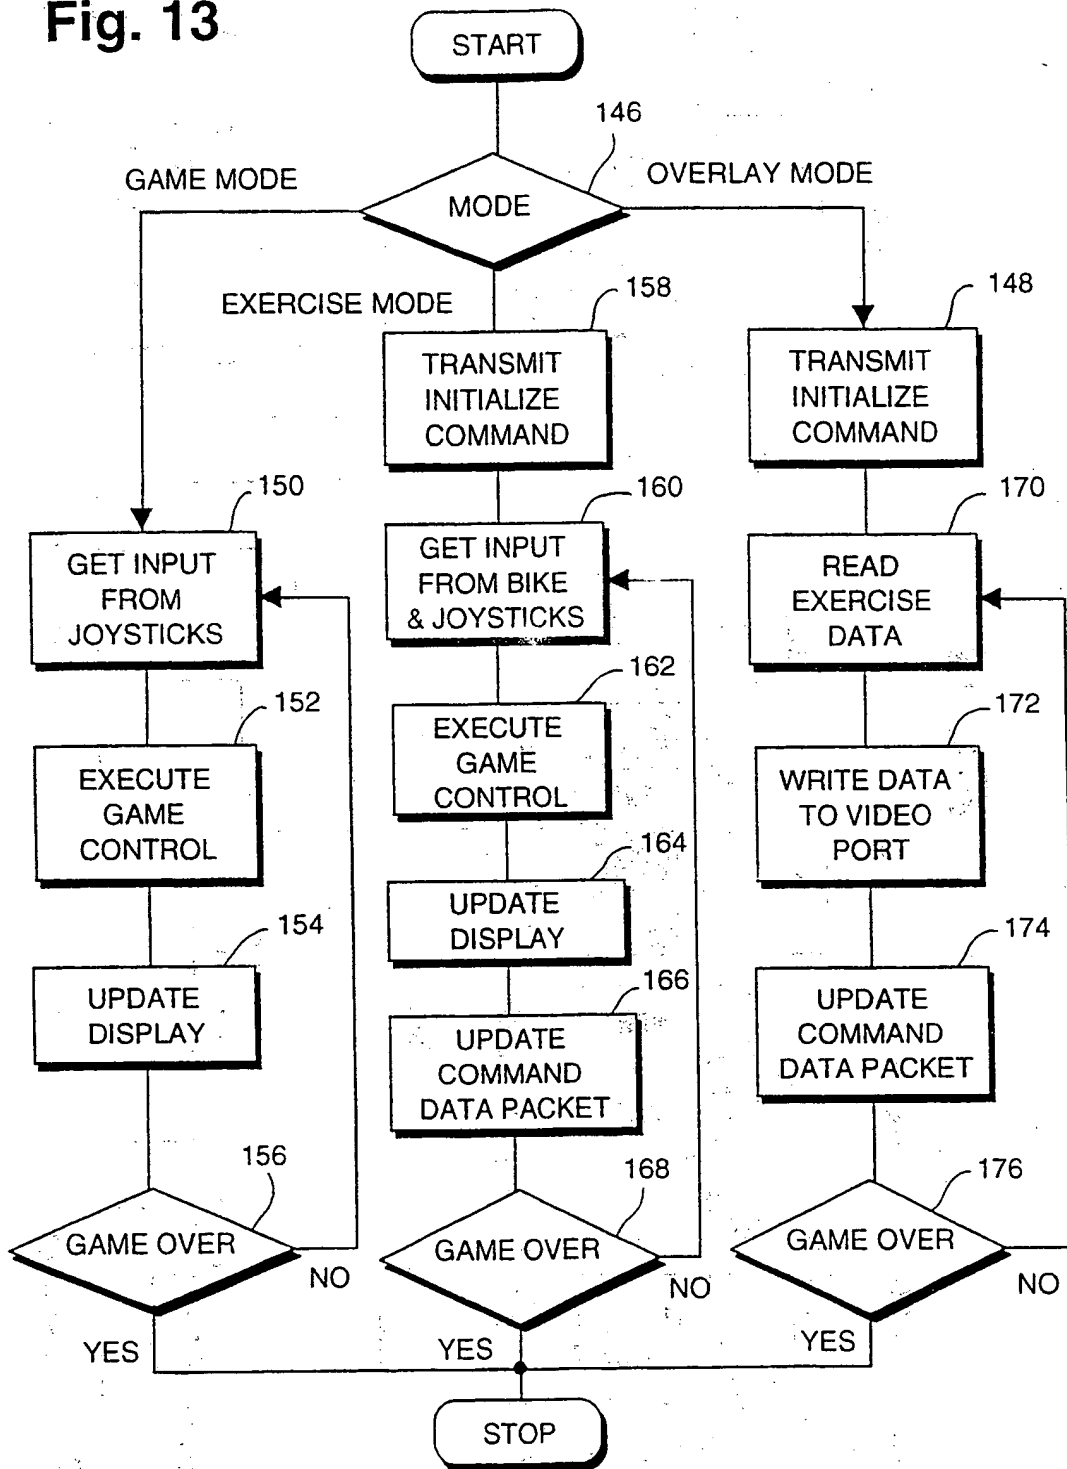 Fig. 13
START
146
GAME MODE
MODE
OVERLAY MODE
EXERCISE MODE
158
TRANSMIT
INITIALIZE
COMMAND
148
TRANSMIT
INITIALIZE
COMMAND
150
GET INPUT
FROM
JOYSTICKS
160
GET INPUT
FROM BIKE
& JOYSTICKS
170
READ
EXERCISE
DATA
152
EXECUTE
GAME
CONTROL
162
EXECUTE
GAME
CONTROL
172
WRITE DATA
TO VIDEO
PORT
154
UPDATE
DISPLAY
164
UPDATE
DISPLAY
166
UPDATE
COMMAND
DATA PACKET
174
UPDATE
COMMAND
DATA PACKET
156
GAME OVER
NO
YES
168
GAME OVER
NO
YES
176
GAME OVER
NO
YES
STOP